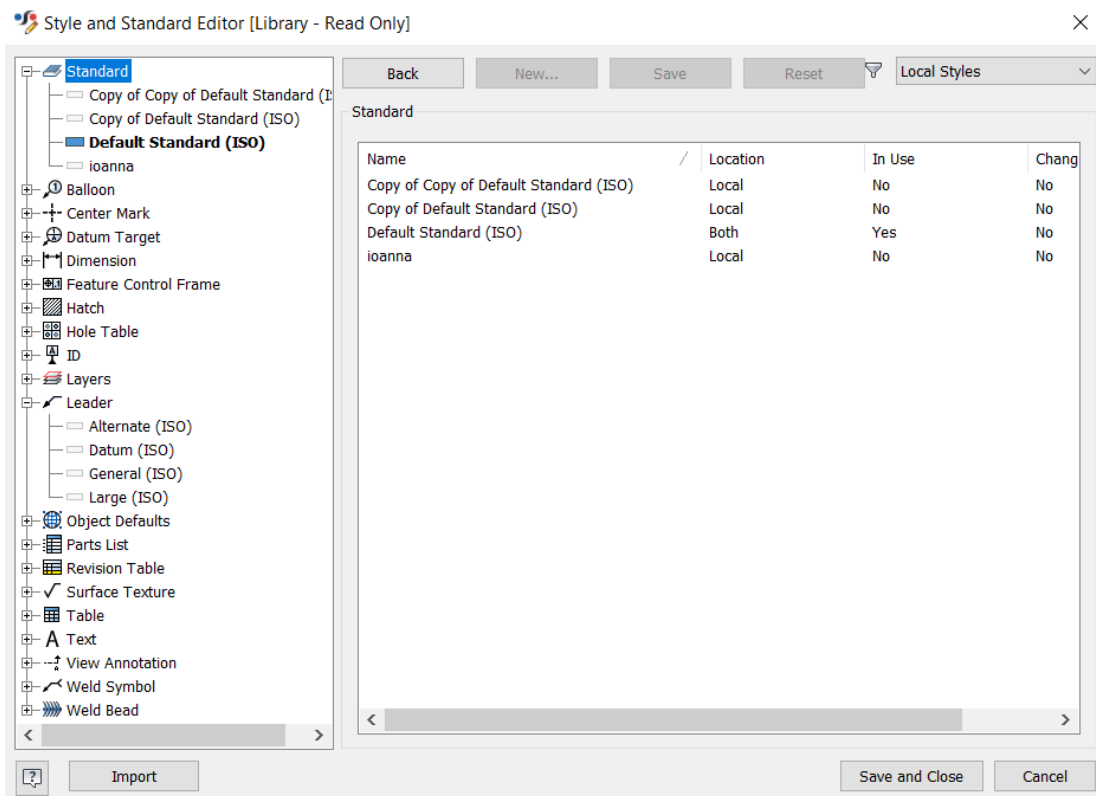 Style and Standard Editor [Library - Read Only]
Standard
Copy of Copy of Default Standard (I
Copy of Default Standard (ISO)
Default Standard (ISO)
ioanna
Balloon
Center Mark
Datum Target
Dimension
Feature Control Frame
Hatch
Hole Table
ID
Layers
Leader
Alternate (ISO)
Datum (ISO)
General (ISO)
Large (ISO)
Object Defaults
Parts List
Revision Table
Surface Texture
Table
Text
View Annotation
Weld Symbol
Weld Bead
Back New... Save Reset Local Styles
Standard
Name Location In Use Chang
Copy of Copy of Default Standard (ISO) Local No No
Copy of Default Standard (ISO) Local No No
Default Standard (ISO) Both Yes No
ioanna Local No No
Import Save and Close Cancel